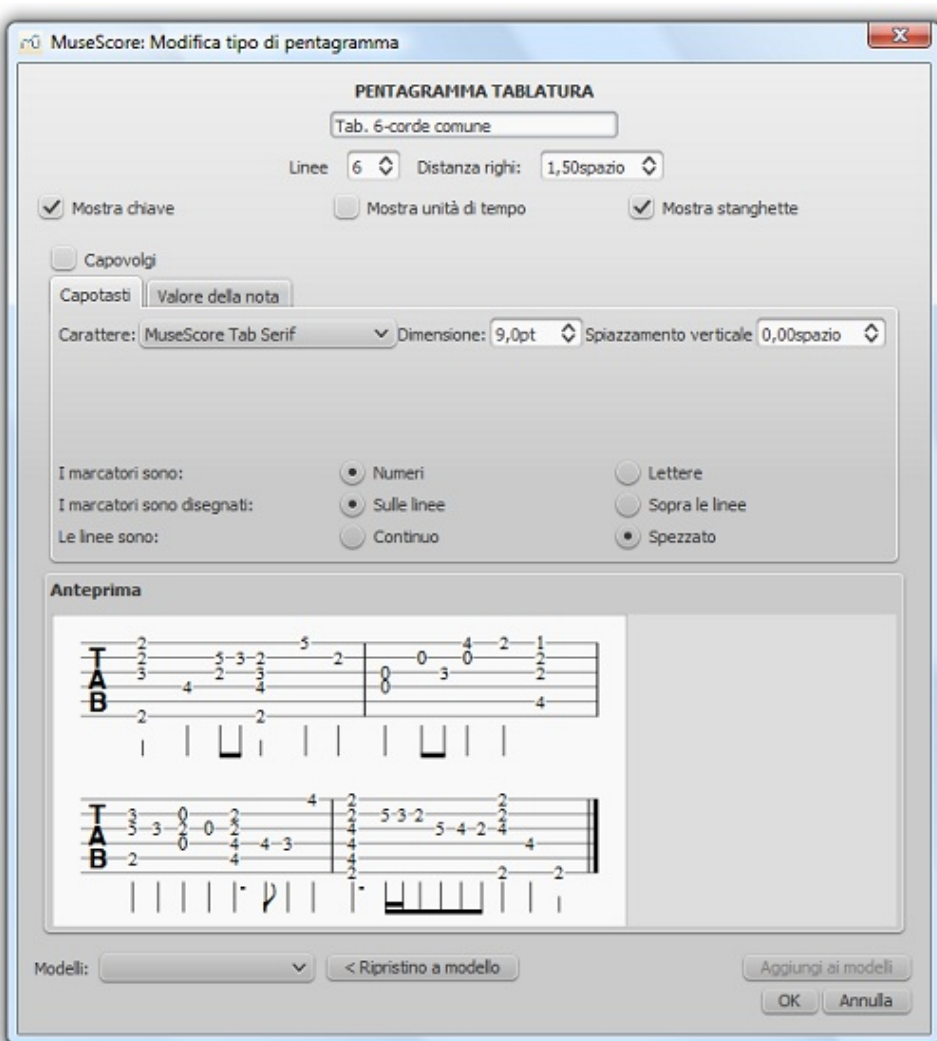 MuseScore: Modifica tipo di pentagramma
PENTAGRAMMA TABLATURA
Tab. 6-corde comune
Linee 6 Distanza righi: 1,50spazio
Mostra chiave Mostra unità di tempo Mostra stanghette
Capovolgi
Capotasti Valore della nota
Carattere: MuseScore Tab Serif Dimensione: 9,0pt Spiazzamento verticale 0,00spazio
I marcatori sono: Numeri Lettere
I marcatori sono disegnati: Sulle linee Sopra le linee
Le linee sono: Continuo Spezzato
Anteprima
TAB
TAB
Modelli: < Ripristino a modello Aggiungi ai modelli
OK Annulla